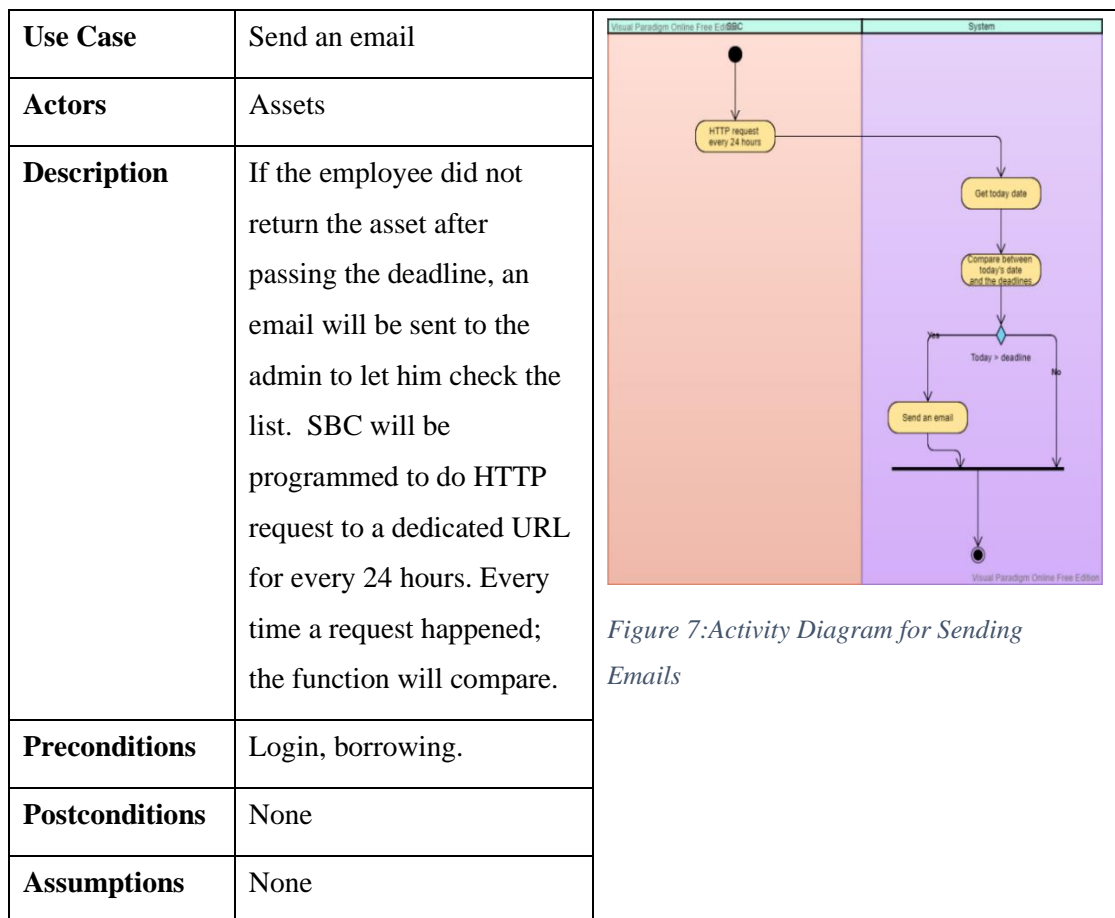 Use Case
Send an email
Actors
Assets
Description
If the employee did not
return the asset after
passing the deadline, an
email will be sent to the
admin to let him check the
list. SBC will be
programmed to do HTTP
request to a dedicated URL
for every 24 hours. Every
time a request happened;
the function will compare.
Preconditions
Login, borrowing.
Postconditions
None
Assumptions
None
Visual Paradigm Online Free Edition
SBC
System
HTTP request
every 24 hours
Get today date
Compare between
today's date
and the deadlines
Yes
Today > deadline
No
Send an email
Visual Paradigm Online Free Edition
Figure 7:Activity Diagram for Sending
Emails